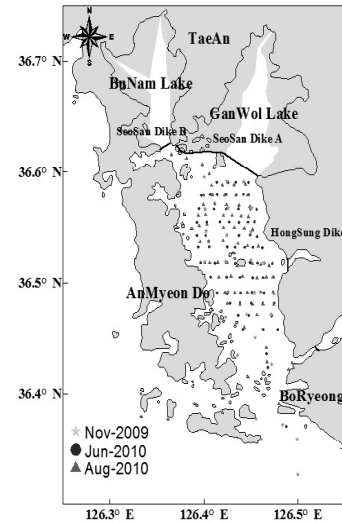 N
W E
S
TaeAn
36.7° N
BuNam Lake
GanWol Lake
SeoSan Dike B
SeoSan Dike A
36.6° N
HongSung Dike
36.5° N
AnMyeon Do
36.4° N
BoRyeong
Nov-2009
Jun-2010
Aug-2010
126.3° E 126.4° E 126.5° E